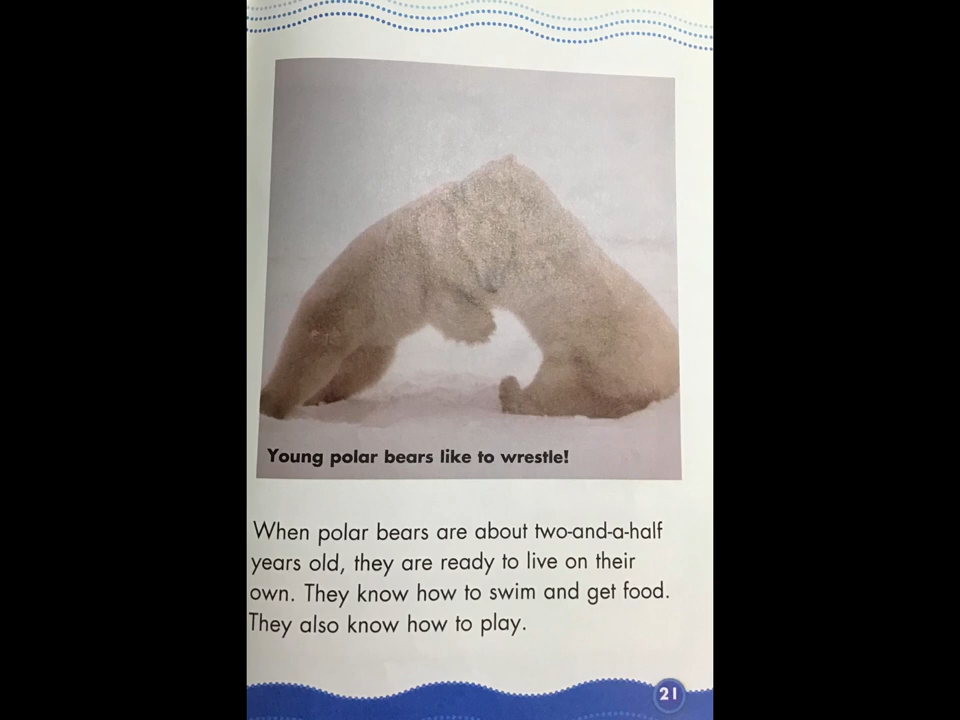 Young polar bears like to wrestle!
When polar bears are about two-and-a-half
years old, they are ready to live on their
own. They know how to swim and get food.
They also know how to play.
21